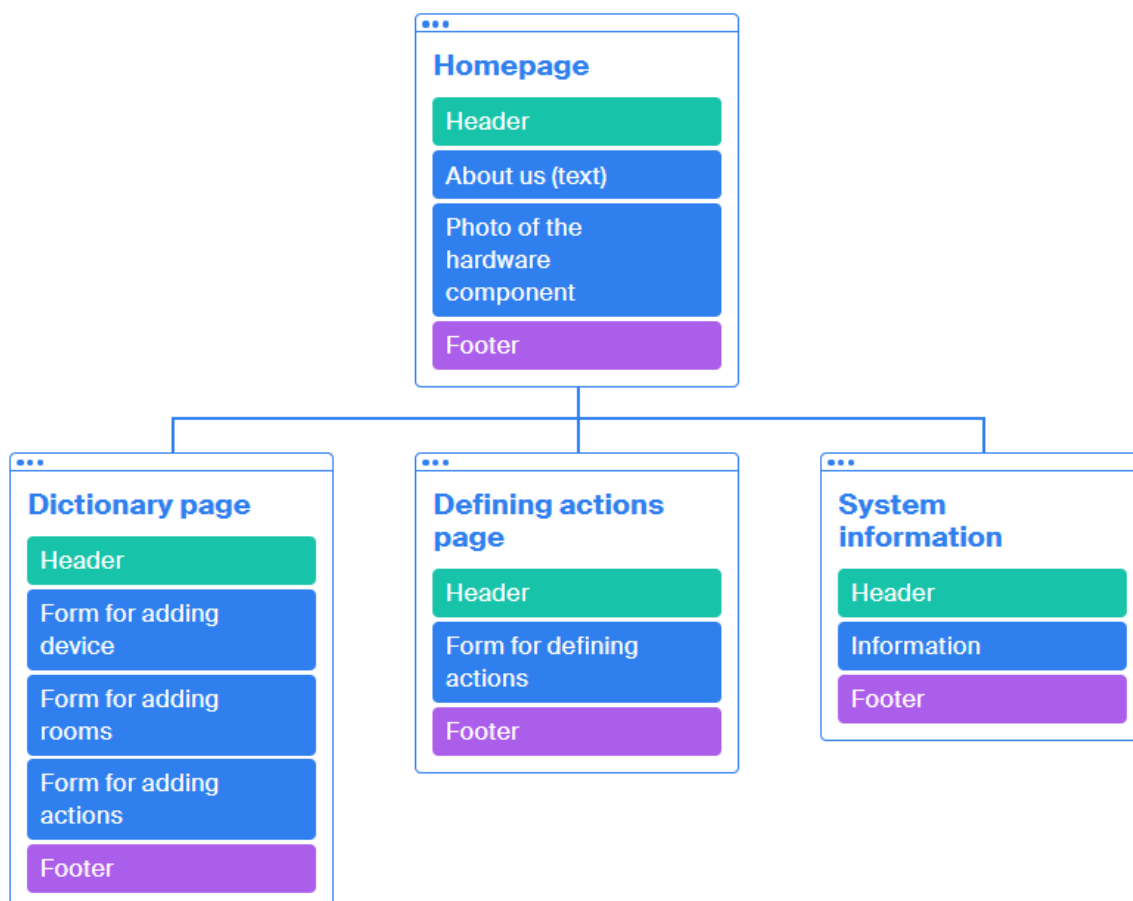 Homepage
Header
About us (text)
Photo of the
hardware
component
Footer
Dictionary page
Header
Form for adding
device
Form for adding
rooms
Form for adding
actions
Footer
Defining actions
page
Header
Form for defining
actions
Footer
System
information
Header
Information
Footer